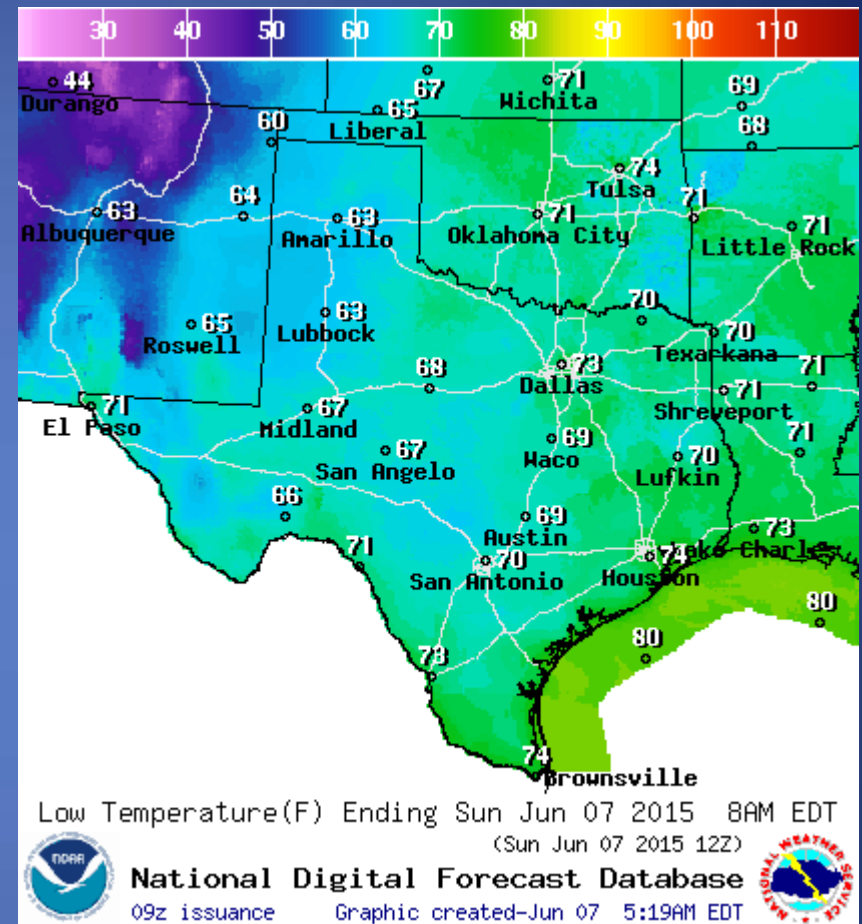 30 40 50 60 70 80 90 100 110
44
Durango
67
71
Wichita
69
65
Liberal
60
68
74
Tulsa
63
Albuquerque
64
63
Amarillo
71
Oklahoma City
71
71
Little Rock
65
Roswell
63
Lubbock
70
70
Texarkana
73
Dallas
68
71
Shreveport
71
71
El Paso
67
Midland
67
San Angelo
69
Waco
70
Lufkin
71
66
69
Austin
73
Lake Charles
71
70
San Antonio
74
Houston
80
80
73
74
Brownsville
Low Temperature(F) Ending Sun Jun 07 2015 8AM EDT
(Sun Jun 07 2015 12Z)
NOAA
National Digital Forecast Database
09z issuance Graphic created-Jun 07 5:19AM EDT
NATIONAL WEATHER SERVICE